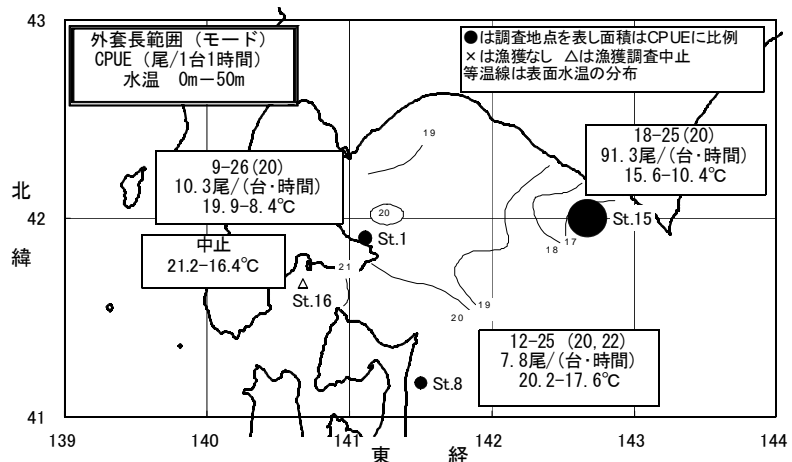 外套長範囲（モード）
CPUE（尾/1台1時間）
水温　0m－50m
●は調査地点を表し面積はCPUEに比例
×は漁獲なし　△は漁獲調査中止
等温線は表面水温の分布
18-25(20)
91.3尾/(台・時間)
15.6-10.4℃
9-26(20)
10.3尾/(台・時間)
19.9-8.4℃
中止
21.2-16.4℃
12-25 (20,22)
7.8尾/(台・時間)
20.2-17.6℃
St.1
St.15
St.16
St.8
19
20
21
18
17
19
20
43
42
41
北
緯
139
140
141
142
143
144
東　経